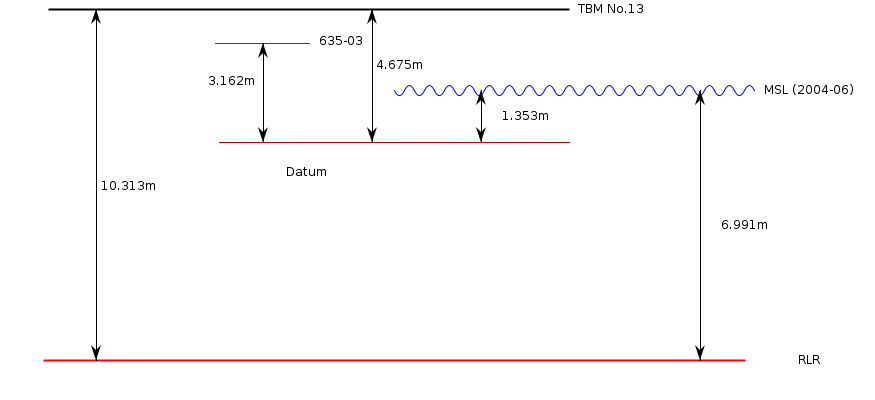 TBM No.13
635-03
4.675m
3.162m
MSL (2004-06)
1.353m
Datum
10.313m
6.991m
RLR